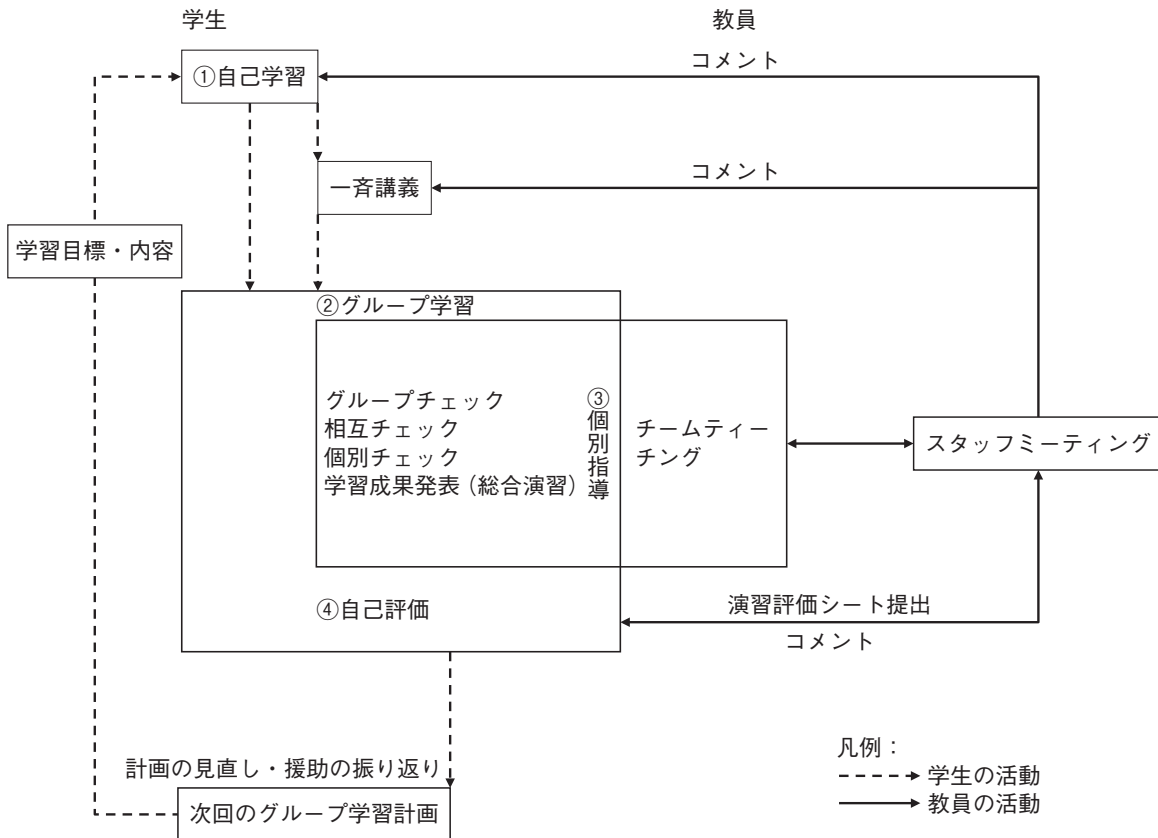 学生
教員
コメント
①自己学習
コメント
一斉講義
学習目標・内容
②グループ学習
グループチェック
相互チェック
個別チェック
学習成果発表（総合演習）
③個別指導
チームティー
チング
スタッフミーティング
④自己評価
演習評価シート提出
コメント
計画の見直し・援助の振り返り
次回のグループ学習計画
凡例：
学生の活動
教員の活動